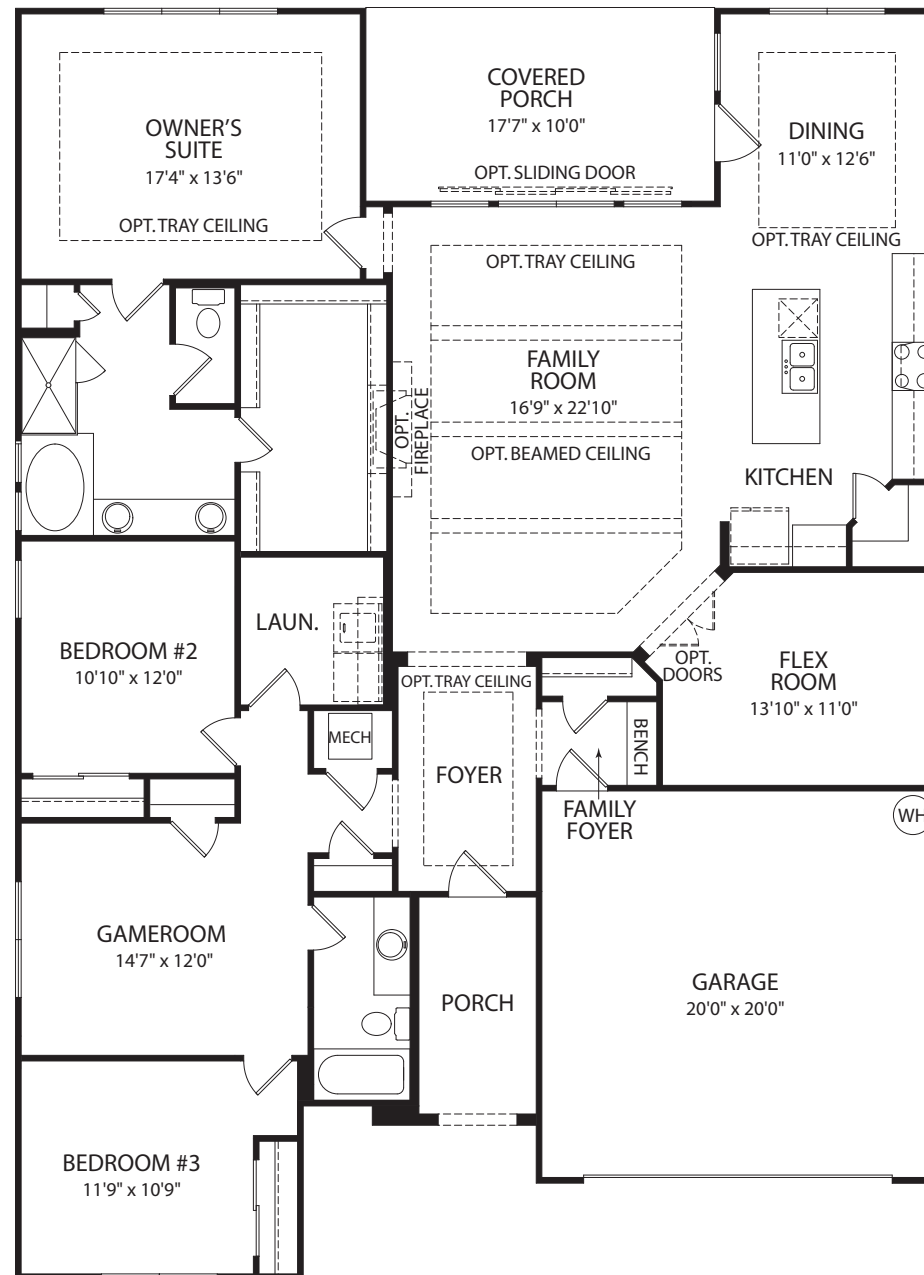 OWNER'S
SUITE
17'4" x 13'6"
OPT. TRAY CEILING
COVERED
PORCH
17'7" x 10'0"
OPT. SLIDING DOOR
DINING
11'0" x 12'6"
OPT. TRAY CEILING
OPT. TRAY CEILING
FAMILY
ROOM
16'9" x 22'10"
OPT. BEAMED CEILING
OPT.
FIREPLACE
KITCHEN
BEDROOM #2
10'10" x 12'0"
LAUN.
OPT.
DOORS
FLEX
ROOM
13'10" x 11'0"
OPT. TRAY CEILING
MECH
FOYER
BENCH
FAMILY
FOYER
WH
GAMEROOM
14'7" x 12'0"
PORCH
GARAGE
20'0" x 20'0"
BEDROOM #3
11'9" x 10'9"